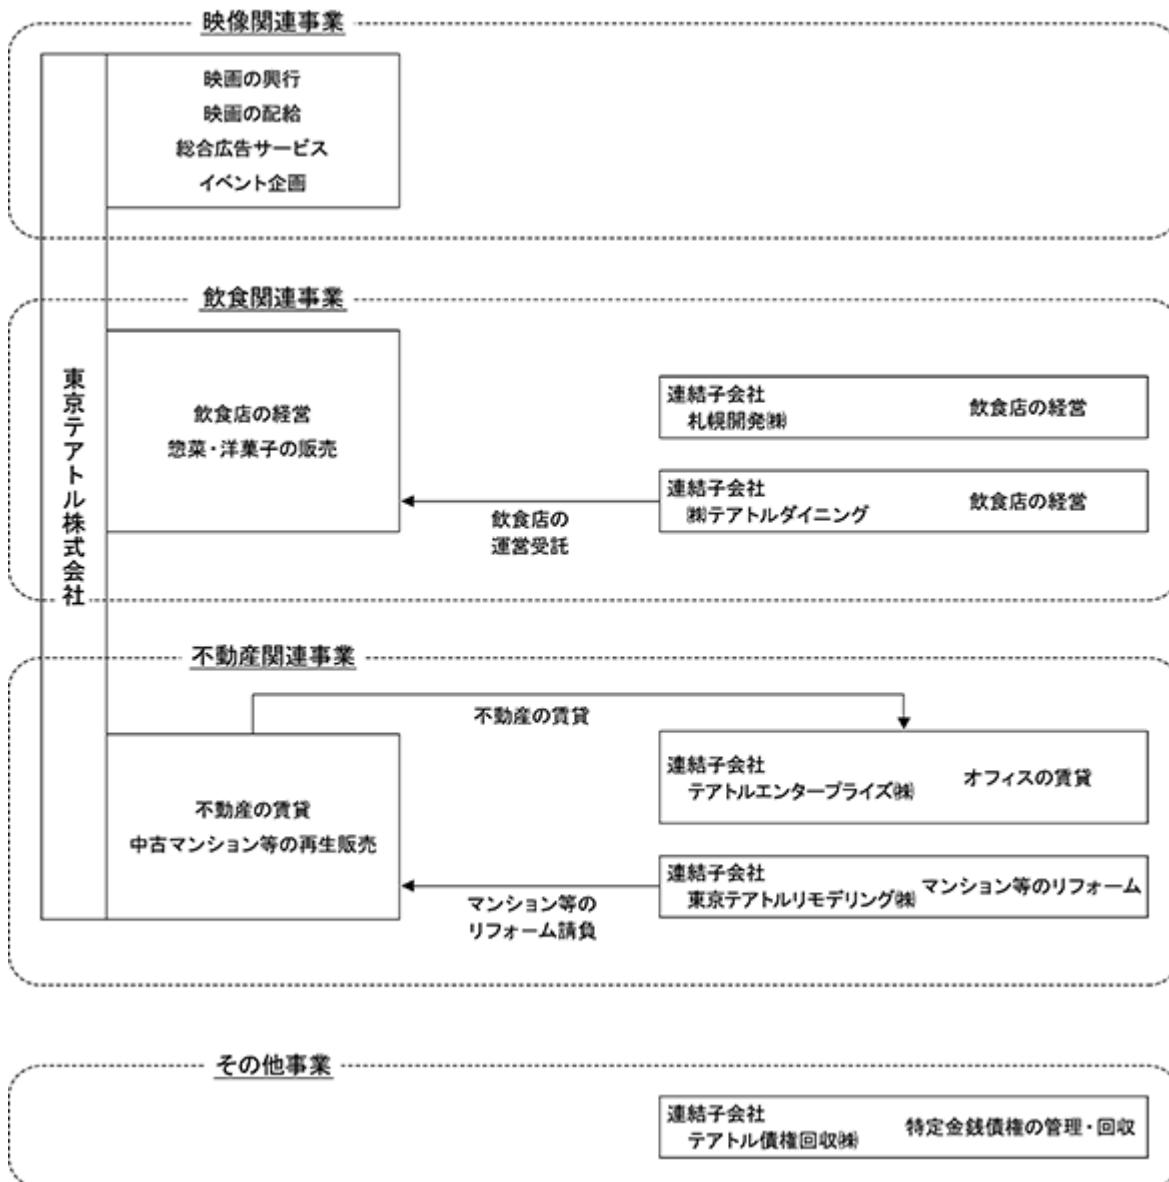 映像関連事業
映画の興行
映画の配給
総合広告サービス
イベント企画
東京テアトル株式会社
飲食関連事業
飲食店の経営
惣菜・洋菓子の販売
連結子会社
札幌開発㈱
飲食店の経営
連結子会社
㈱テアトルダイニング
飲食店の経営
飲食店の
運営受託
不動産関連事業
不動産の賃貸
不動産の賃貸
中古マンション等の再生販売
連結子会社
テアトルエンタープライズ㈱
オフィスの賃貸
連結子会社
東京テアトルリモデリング㈱
マンション等のリフォーム
マンション等の
リフォーム請負
その他事業
連結子会社
テアトル債権回収㈱
特定金銭債権の管理・回収